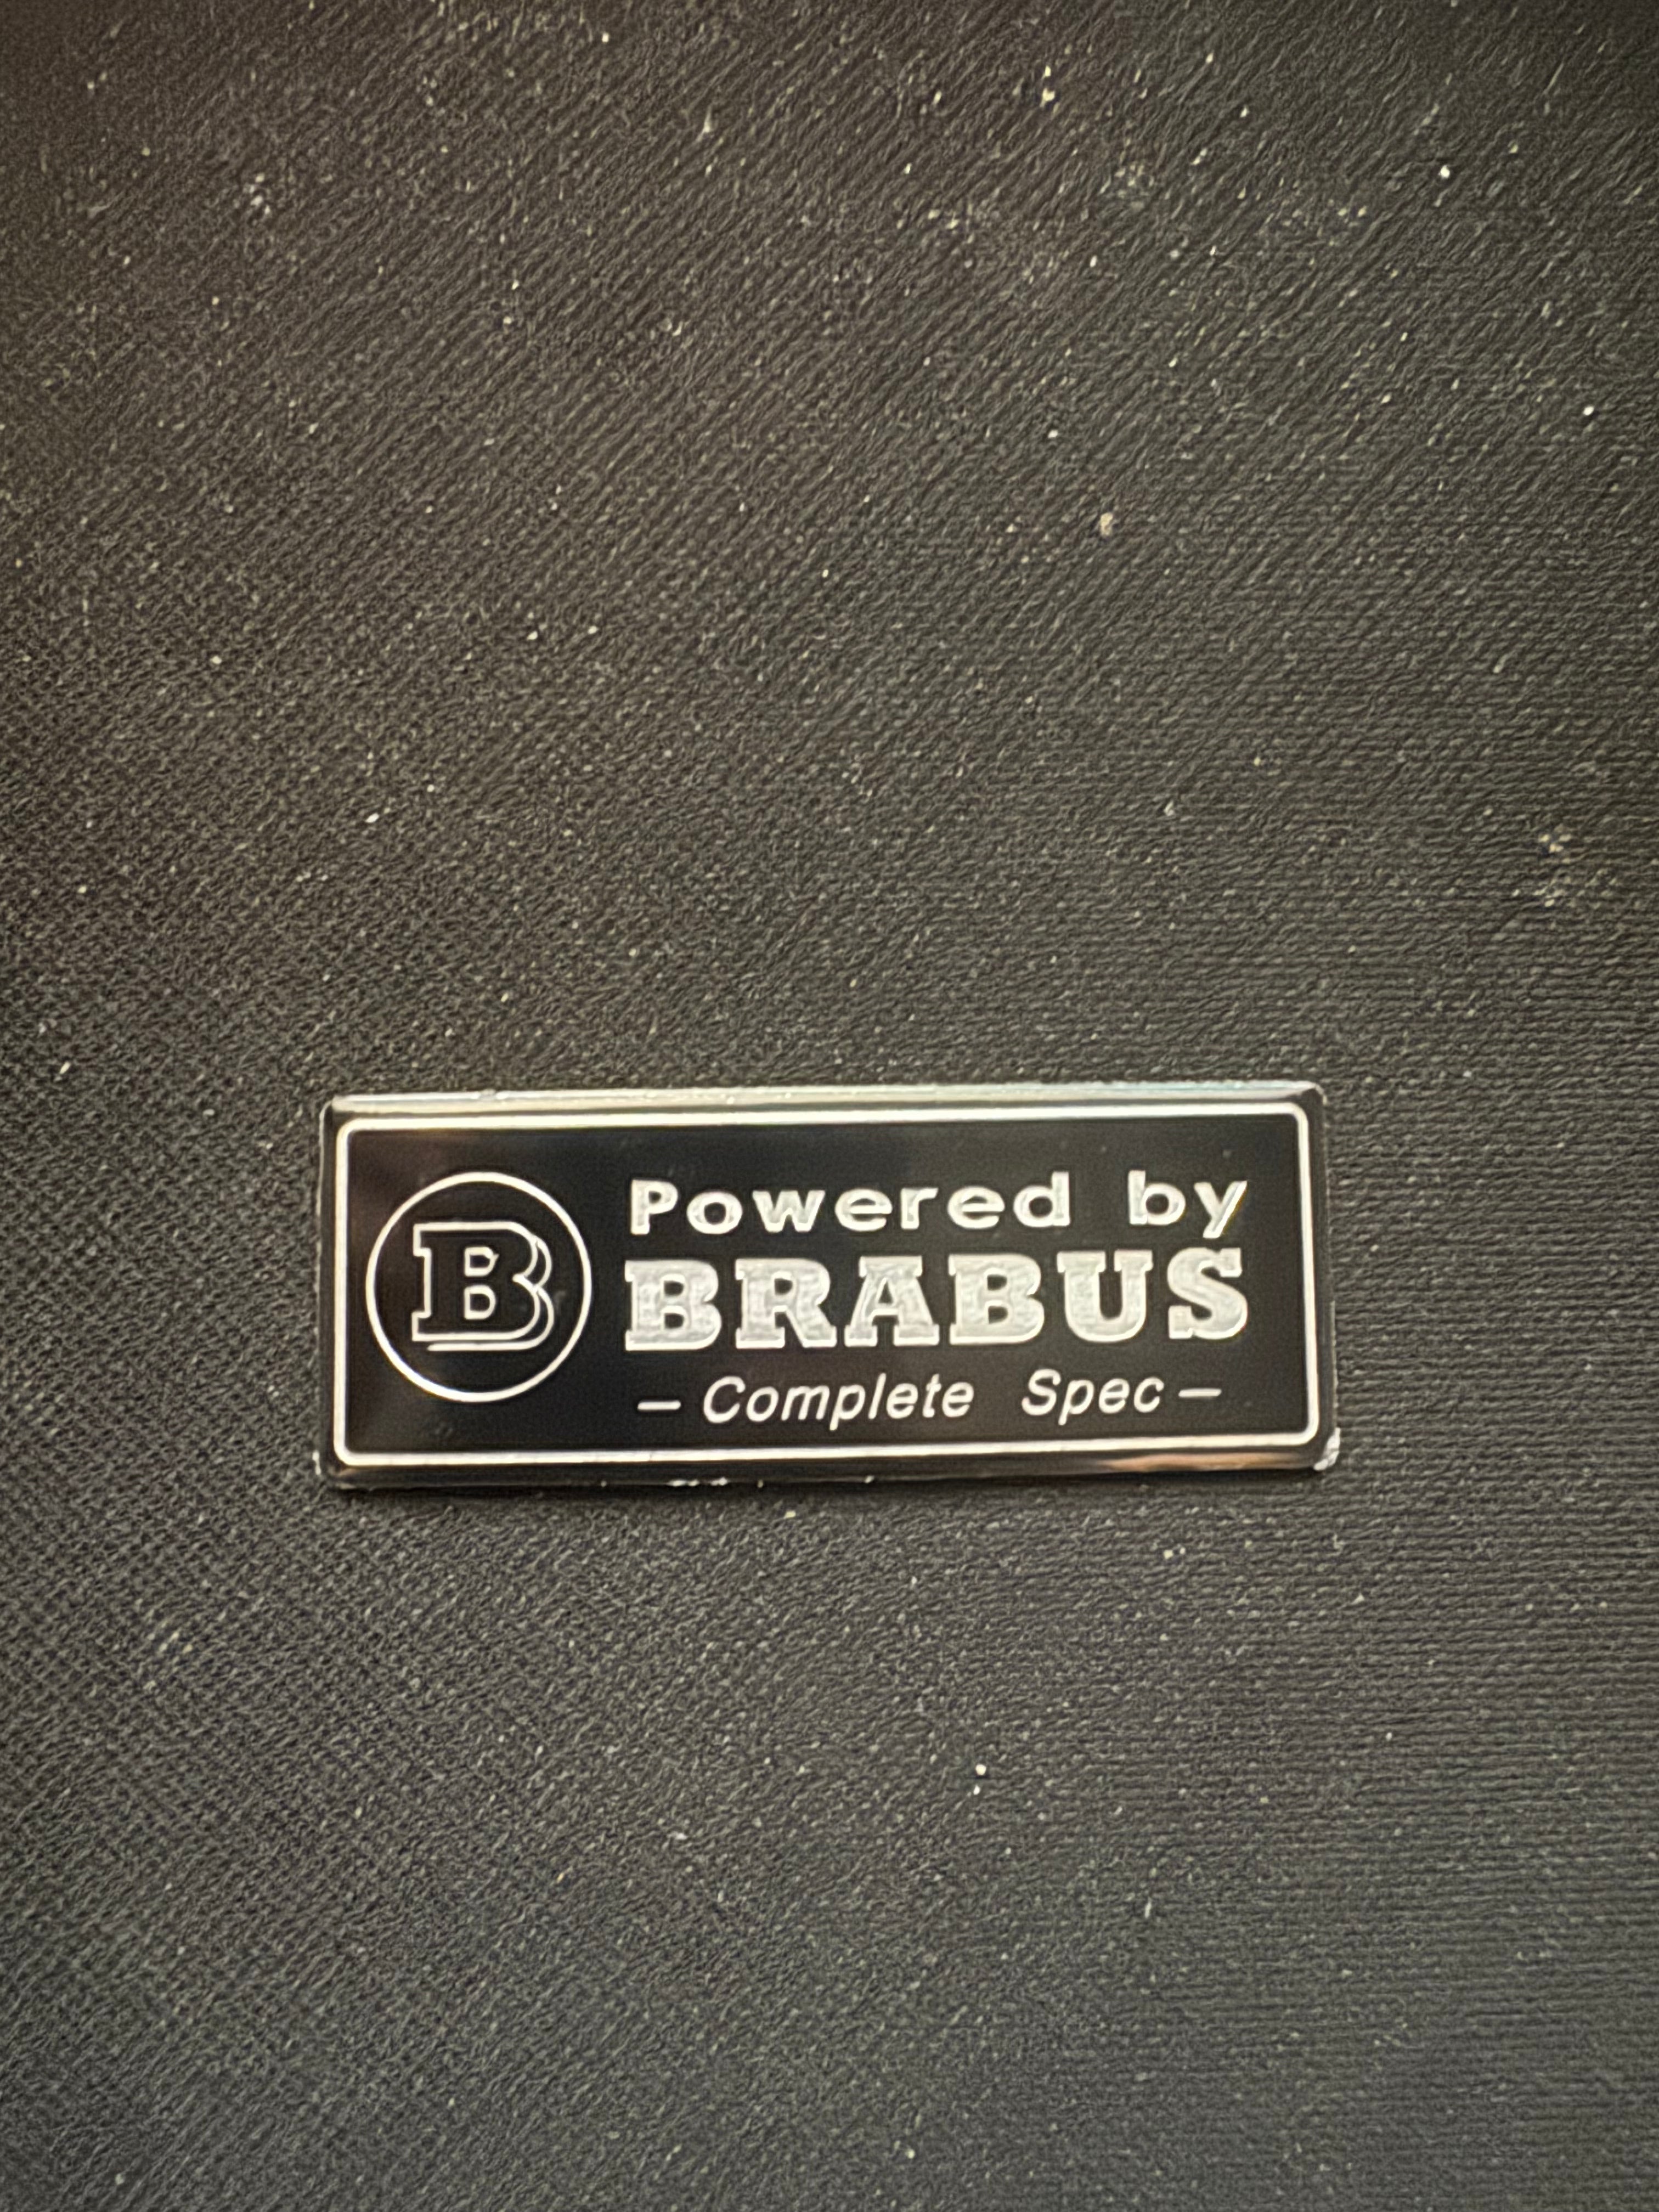 B
Powered by
BRABUS
– Complete Spec –